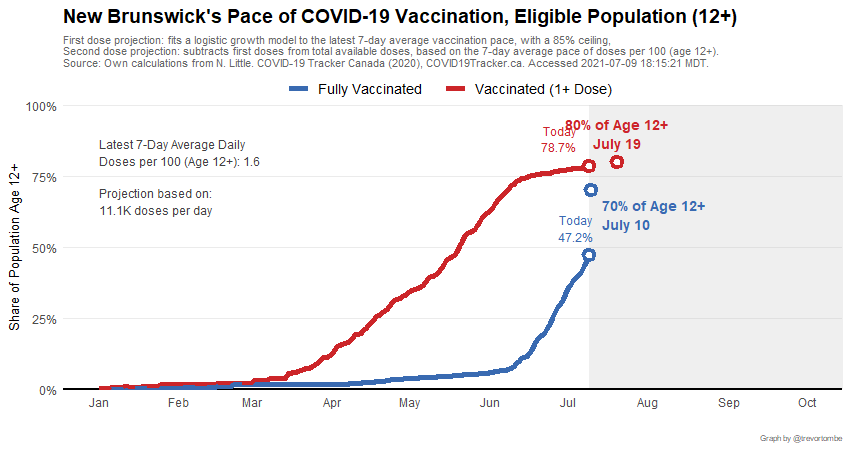 New Brunswick's Pace of COVID-19 Vaccination, Eligible Population (12+)
First dose projection: fits a logistic growth model to the latest 7-day average vaccination pace, with a 85% ceiling,
Second dose projection: subtracts first doses from total available doses, based on the 7-day average pace of doses per 100 (age 12+).
Source: Own calculations from N. Little. COVID-19 Tracker Canada (2020), COVID19Tracker.ca. Accessed 2021-07-09 18:15:21 MDT.
Fully Vaccinated
Vaccinated (1+ Dose)
100%
75%
50%
25%
0%
Share of Population Age 12+
Latest 7-Day Average Daily
Doses per 100 (Age 12+): 1.6
Projection based on:
11.1K doses per day
Today
78.7%
80% of Age 12+
July 19
70% of Age 12+
July 10
Today
47.2%
Jan
Feb
Mar
Apr
May
Jun
Jul
Aug
Sep
Oct
Graph by @trevortombe